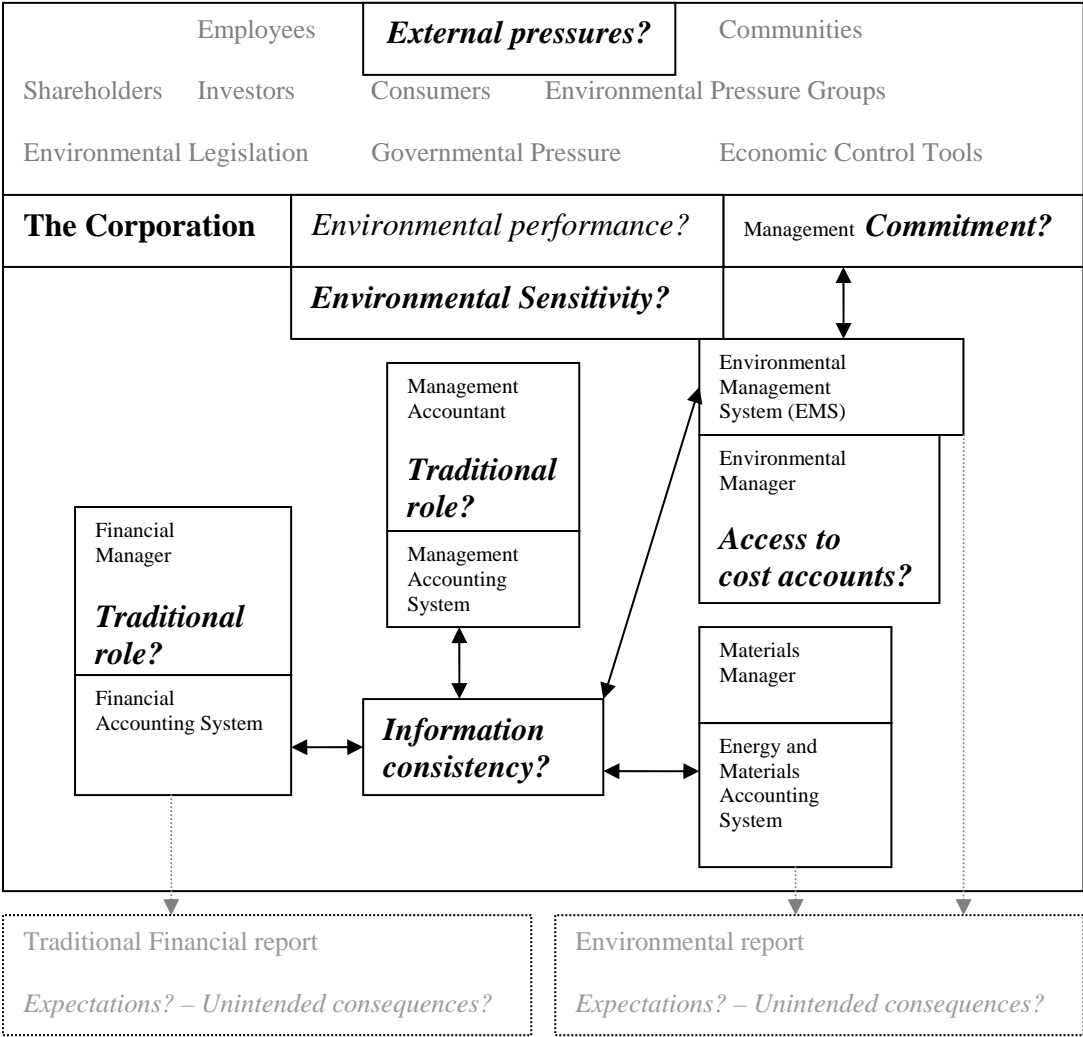 Employees External pressures? Communities
Shareholders Investors Consumers Environmental Pressure Groups
Environmental Legislation Governmental Pressure Economic Control Tools
The Corporation Environmental performance? Management Commitment?
Environmental Sensitivity?
Environmental
Management
System (EMS)
Management
Accountant
Traditional
role?
Management
Accounting
System
Environmental
Manager
Access to
cost accounts?
Financial
Manager
Traditional
role?
Financial
Accounting System
Information
consistency?
Materials
Manager
Energy and
Materials
Accounting
System
Traditional Financial report
Expectations? – Unintended consequences?
Environmental report
Expectations? – Unintended consequences?